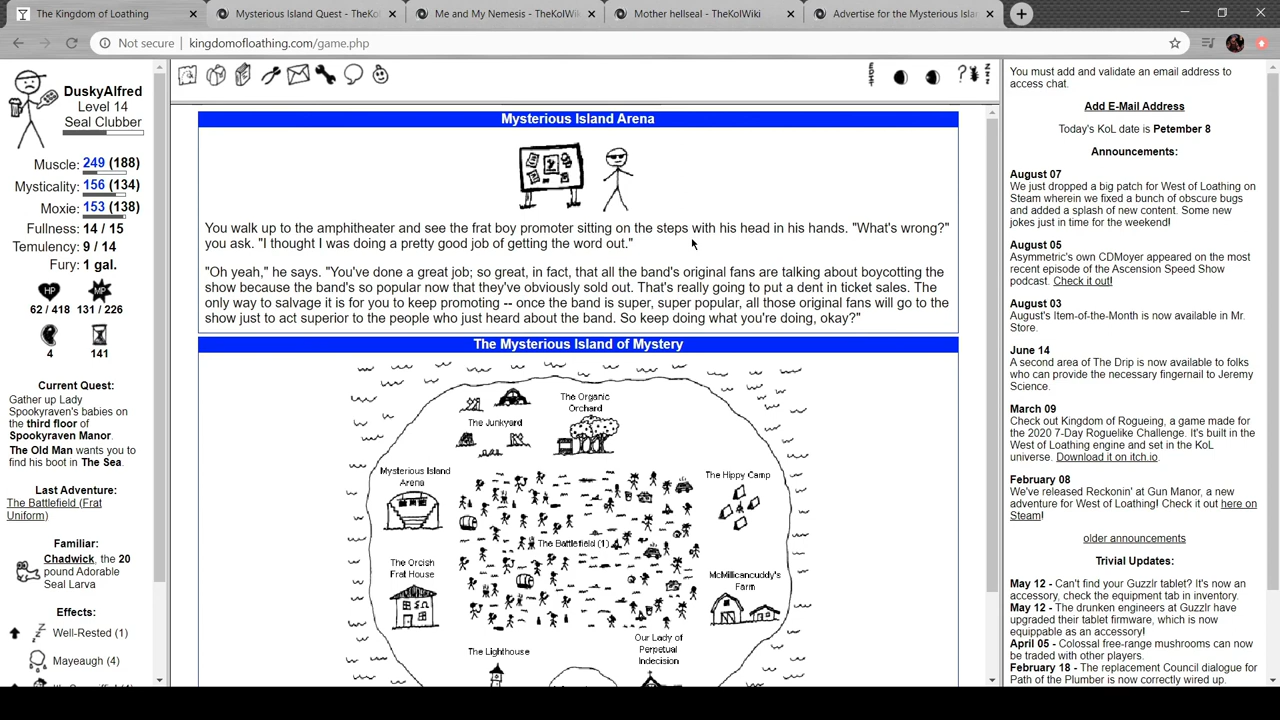 The Kingdom of Loathing
Mysterious Island Quest - TheKol
Me and My Nemesis - TheKolWiki
Mother hellseal - TheKolWiki
Advertise for the Mysterious Isla
Not secure
kingdomofloathing.com/game.php
DuskyAlfred
Level 14
Seal Clubber
Muscle: 249 (188)
Mysticality: 156 (134)
Moxie: 153 (138)
Fullness: 14 / 15
Temulency: 9 / 14
Fury: 1 gal.
HP
MP
62 / 418
131 / 226
4
141
Current Quest:
Gather up Lady
Spookyraven's babies on
the third floor of
Spookyraven Manor.
The Old Man wants you to
find his boot in The Sea.
Last Adventure:
The Battlefield (Frat
Uniform)
Familiar:
Chadwick, the 20
pound Adorable
Seal Larva
Effects:
Well-Rested (1)
Mayeaugh (4)
Mysterious Island Arena
You walk up to the amphitheater and see the frat boy promoter sitting on the steps with his head in his hands. "What's wrong?"
you ask. "I thought I was doing a pretty good job of getting the word out."
"Oh yeah," he says. "You've done a great job; so great, in fact, that all the band's original fans are talking about boycotting the
show because the band's so popular now that they've obviously sold out. That's really going to put a dent in ticket sales. The
only way to salvage it is for you to keep promoting -- once the band is super, super popular, all those original fans will go to the
show just to act superior to the people who just heard about the band. So keep doing what you're doing, okay?"
The Mysterious Island of Mystery
The Organic
Orchard
The Junkyard
Mysterious Island
Arena
The Hippy Camp
The Battlefield (1)
The Orcish
Frat House
McMillicancuddy's
Farm
Our Lady of
Perpetual
Indecision
The Lighthouse
You must add and validate an email address to
access chat.
Add E-Mail Address
Today's KoL date is Petember 8
Announcements:
August 07
We just dropped a big patch for West of Loathing on
Steam wherein we fixed a bunch of obscure bugs
and added a splash of new content. Some new
jokes just in time for the weekend!
August 05
Asymmetric's own CDMoyer appeared on the most
recent episode of the Ascension Speed Show
podcast. Check it out!
August 03
August's Item-of-the-Month is now available in Mr.
Store.
June 14
A second area of The Drip is now available to folks
who can provide the necessary fingernail to Jeremy
Science.
March 09
Check out Kingdom of Rogueing, a game made for
the 2020 7-Day Roguelike Challenge. It's built in the
West of Loathing engine and set in the KoL
universe. Download it on itch io.
February 08
We've released Reckonin' at Gun Manor, a new
adventure for West of Loathing! Check it out here on
Steam!
older announcements
Trivial Updates:
May 12 - Can't find your Guzzlr tablet? It's now an
accessory, check the equipment tab in inventory.
May 12 - The drunken engineers at Guzzlr have
upgraded their tablet firmware, which is now
equippable as an accessory!
April 05 - Colossal free-range mushrooms can now
be traded with other players.
February 18 - The replacement Council dialogue for
Path of the Plumber is now correctly wired up.